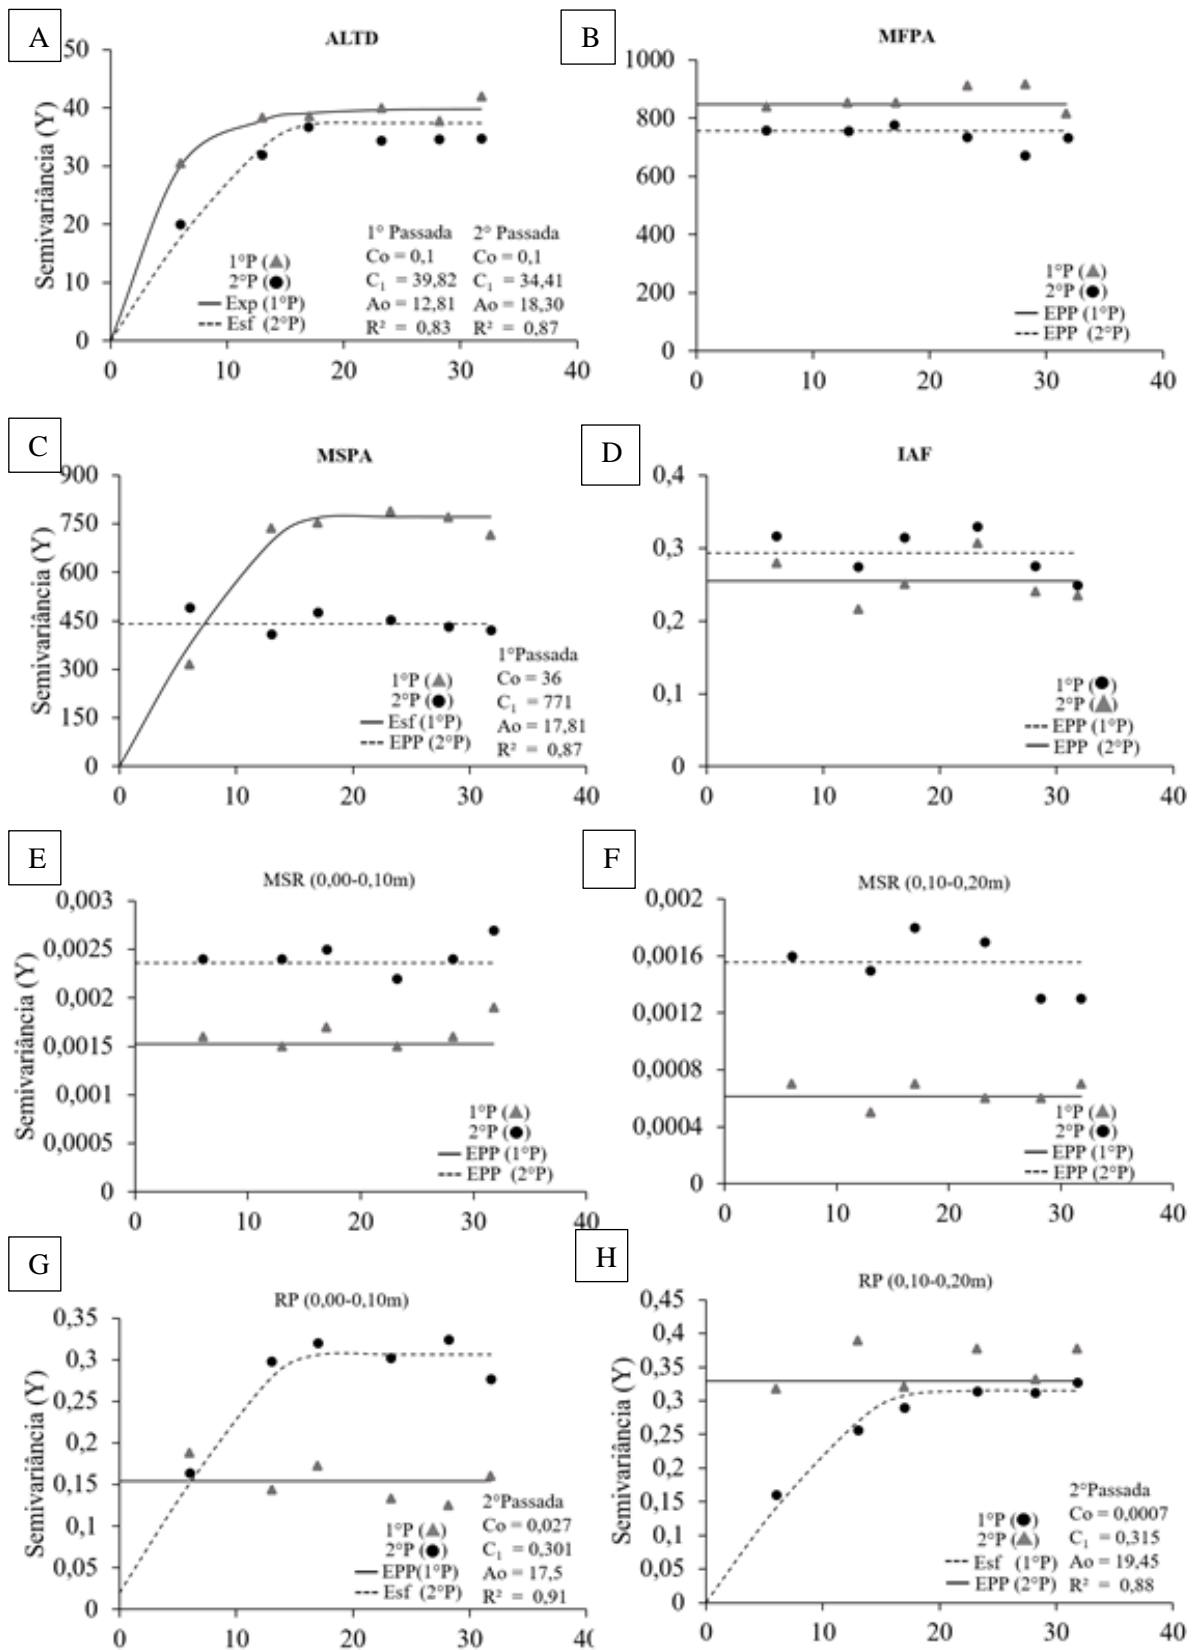 A
ALTD
50
40
30
20
10
0
Semivariância (Y)
1° Passada 2° Passada
Co = 0,1 Co = 0,1
C₁ = 39,82 C₁ = 34,41
Ao = 12,81 Ao = 18,30
R² = 0,83 R² = 0,87
1°P (▲)
2°P (●)
Exp (1°P)
Esf (2°P)
0 10 20 30 40
B
MFPA
1000
800
600
400
200
0
1°P (▲)
2°P (●)
EPP (1°P)
EPP (2°P)
0 10 20 30 40
C
MSPA
900
750
600
450
300
150
0
Semivariância (Y)
1°Passada
Co = 36
C₁ = 771
Ao = 17,81
R² = 0,87
1°P (▲)
2°P (●)
Esf (1°P)
EPP (2°P)
0 10 20 30 40
D
IAF
0,4
0,3
0,2
0,1
0
1°P (●)
2°P (▲)
EPP (1°P)
EPP (2°P)
0 10 20 30 40
E
MSR (0,00-0,10m)
0,003
0,0025
0,002
0,0015
0,001
0,0005
0
Semivariância (Y)
1°P (▲)
2°P (●)
EPP (1°P)
EPP (2°P)
0 10 20 30 40
F
MSR (0,10-0,20m)
0,002
0,0016
0,0012
0,0008
0,0004
0
1°P (▲)
2°P (●)
EPP (1°P)
EPP (2°P)
0 10 20 30 40
G
RP (0,00-0,10m)
0,35
0,3
0,25
0,2
0,15
0,1
0,05
0
Semivariância (Y)
2°Passada
Co = 0,027
C₁ = 0,301
Ao = 17,5
R² = 0,91
1°P (▲)
2°P (●)
EPP(1°P)
Esf (2°P)
0 10 20 30
H
RP (0,10-0,20m)
0,45
0,4
0,35
0,3
0,25
0,2
0,15
0,1
0,05
0
Semivariância (Y)
2°Passada
Co = 0,0007
C₁ = 0,315
Ao = 19,45
R² = 0,88
1°P (●)
2°P (▲)
Esf (1°P)
EPP (2°P)
0 10 20 30 40